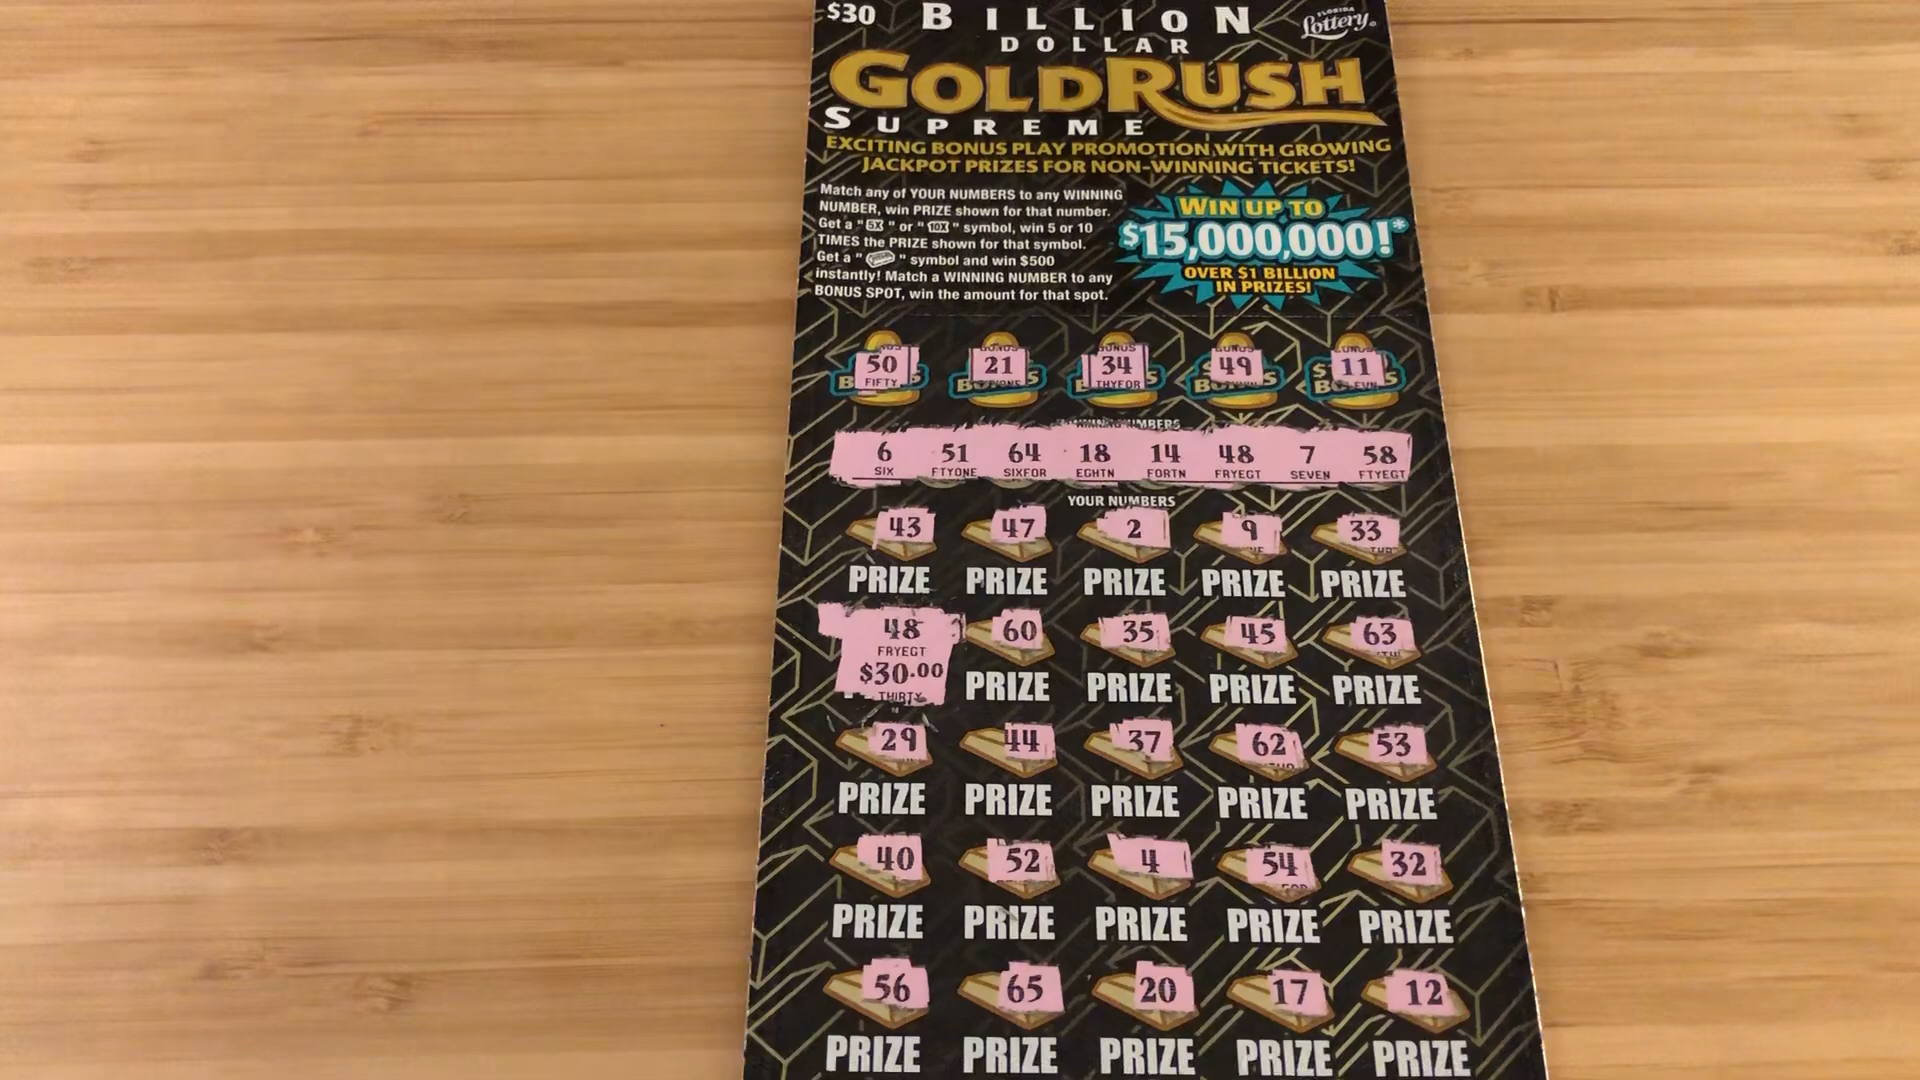 $30 BILLION FLORIDA Lottery
DOLLAR
GOLDRUSH
SUPREME
EXCITING BONUS PLAY PROMOTION WITH GROWING
JACKPOT PRIZES FOR NON-WINNING TICKETS!
Match any of YOUR NUMBERS to any WINNING
NUMBER, win PRIZE shown for that number.
Get a "5X" or "10X" symbol, win 5 or 10
TIMES the PRIZE shown for that symbol.
Get a " " symbol and win $500
instantly! Match a WINNING NUMBER to any
BONUS SPOT, win the amount for that spot.
WIN UP TO
$15,000,000!*
OVER $1 BILLION
IN PRIZES!
50 21 34 49 11
FIFTY THYFOR
WINNING NUMBERS
6 51 64 18 14 48 7 58
SIX FTYONE SIXFOR EGHTN FORTN FRYEGT SEVEN FTYEGT
YOUR NUMBERS
43 47 2 9 33
PRIZE PRIZE PRIZE PRIZE PRIZE
48 60 35 45 63
FRYEGT
$30.00 PRIZE PRIZE PRIZE PRIZE
THIRTY
29 44 37 62 53
PRIZE PRIZE PRIZE PRIZE PRIZE
40 52 4 54 32
PRIZE PRIZE PRIZE PRIZE PRIZE
56 65 20 17 12
PRIZE PRIZE PRIZE PRIZE PRIZE